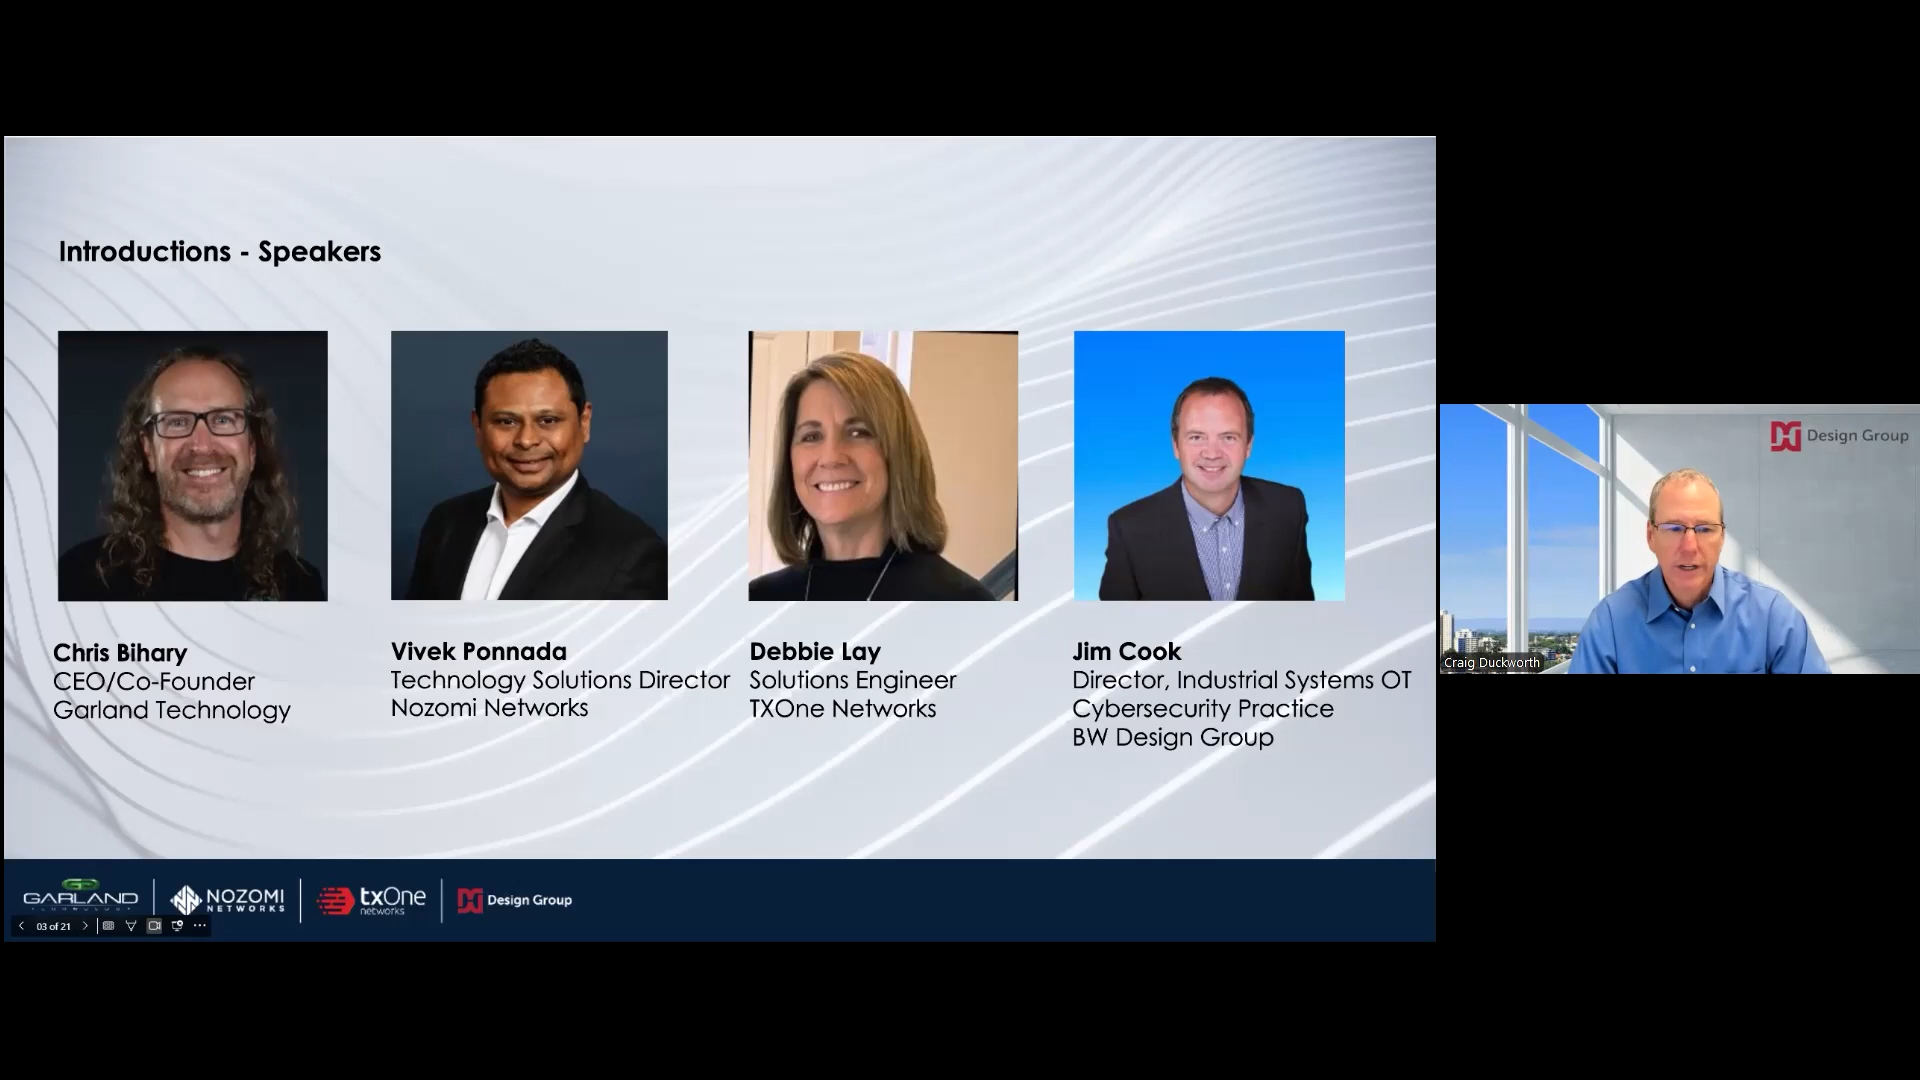 Introductions - Speakers
Chris Bihary
CEO/Co-Founder
Garland Technology
Vivek Ponnada
Technology Solutions Director
Nozomi Networks
Debbie Lay
Solutions Engineer
TXOne Networks
Jim Cook
Director, Industrial Systems OT
Cybersecurity Practice
BW Design Group
Design Group
Craig Duckworth
GARLAND
NOZOMI
NETWORKS
txOne
networks
Design Group
03 of 21